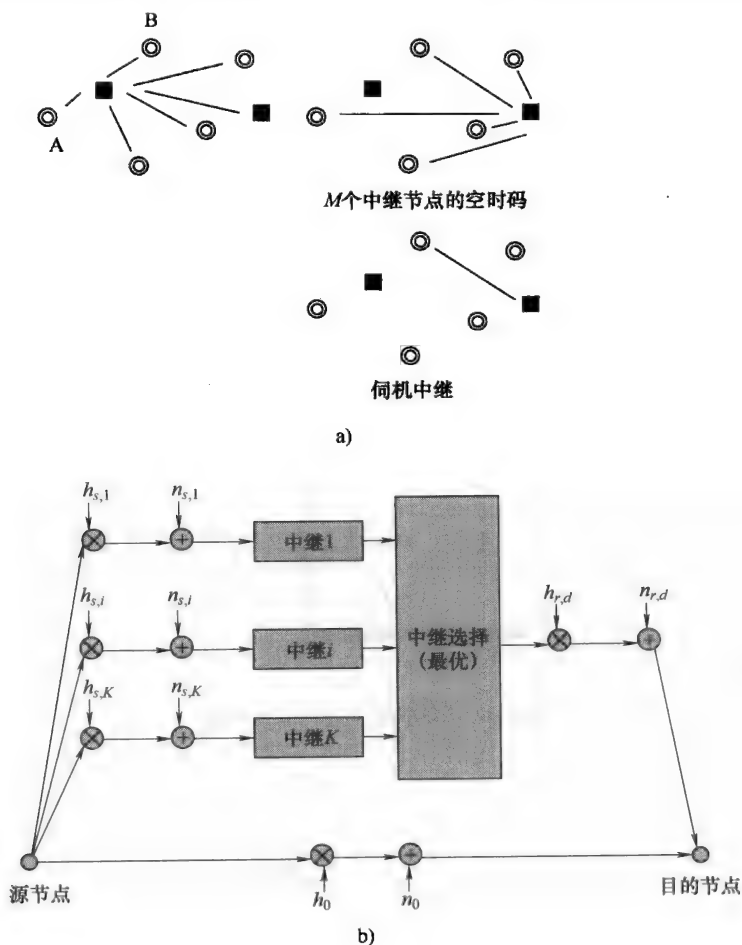 B
A
M个中继节点的空时码
伺机中继
a)
h_{s,1}
n_{s,1}
中继1
h_{s,i}
n_{s,i}
中继i
h_{s,K}
n_{s,K}
中继K
中继选择
(最优)
h_{r,d}
n_{r,d}
源节点
h_0
n_0
目的节点
b)